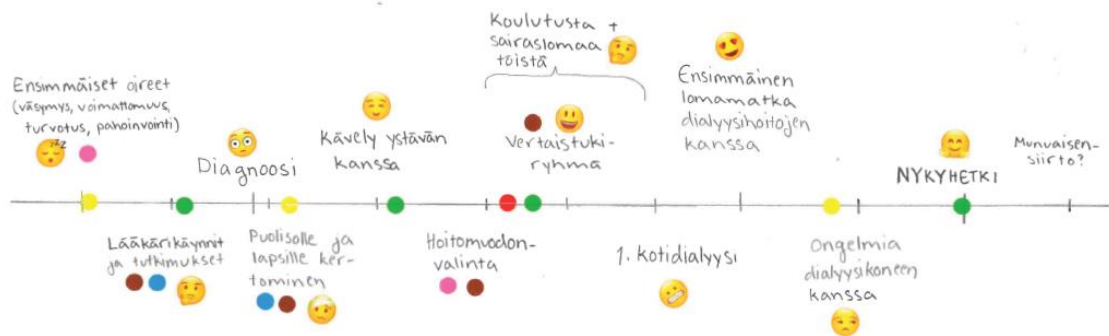 Ensimmäiset oireet
(väsymys, voimattomuus,
turvotus, pahoinvointi)
Lääkärikäynnit
ja tutkimukset
Diagnoosi
Puolisolle ja
lapsille ker-
tominen
Kävely ystävän
kanssa
Hoitomuodon-
valinta
Koulutusta +
sairaslomaa
töistä
Vertaistuki-
ryhmä
1. kotidialyysi
Ensimmäinen
lomamatka
dialyysihoitojen
kanssa
Ongelmia
dialyysikoneen
kanssa
NYKYHETKI
Munuaisen-
siirto?